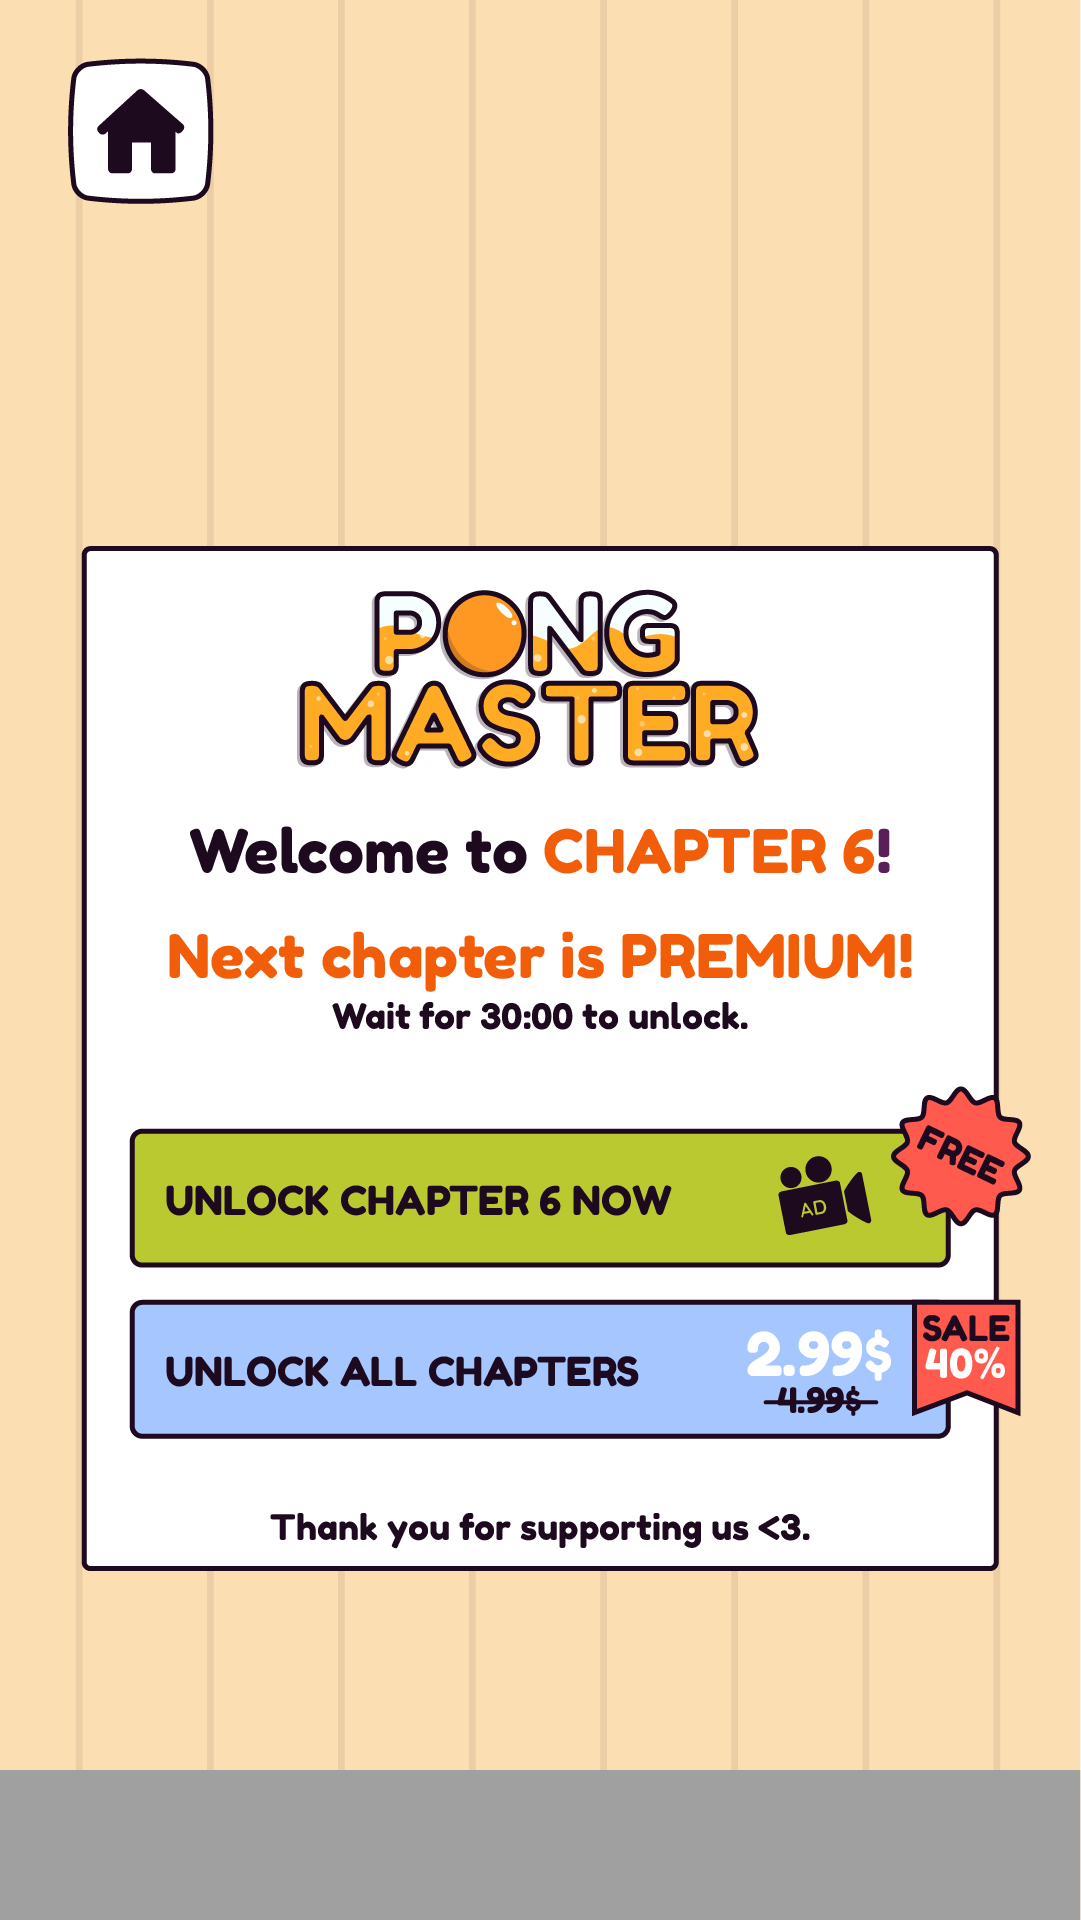 PONG
MASTER
Welcome to CHAPTER 6!
Next chapter is PREMIUM!
Wait for 30:00 to unlock.
FREE
UNLOCK CHAPTER 6 NOW
AD
UNLOCK ALL CHAPTERS
2.99$
4.99$
SALE
40%
Thank you for supporting us <3.